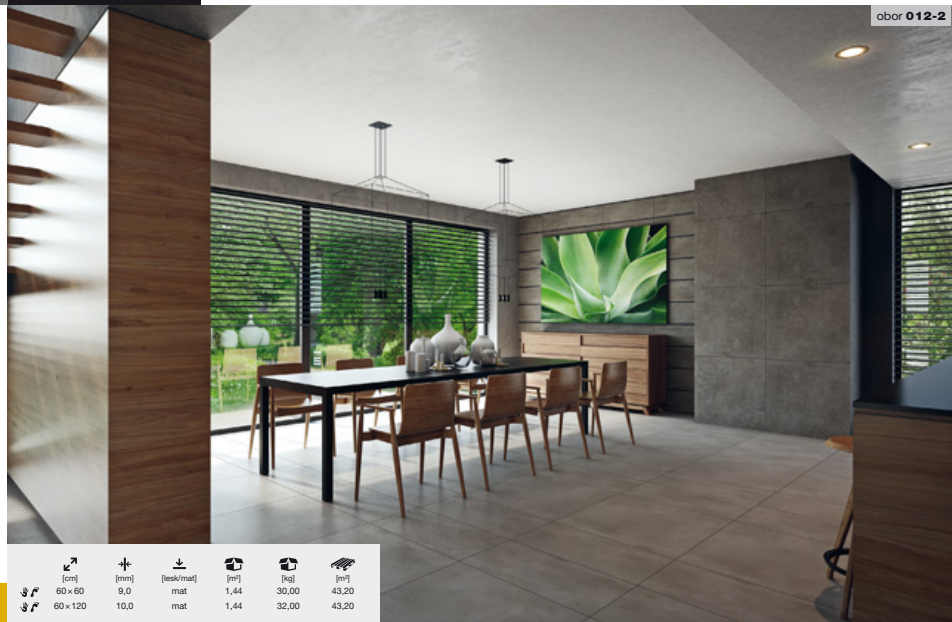 obor 012-2
[cm] [mm] [lesk/mat] [m²] [kg] [m²]
60×60 9,0 mat 1,44 30,00 43,20
60×120 10,0 mat 1,44 32,00 43,20